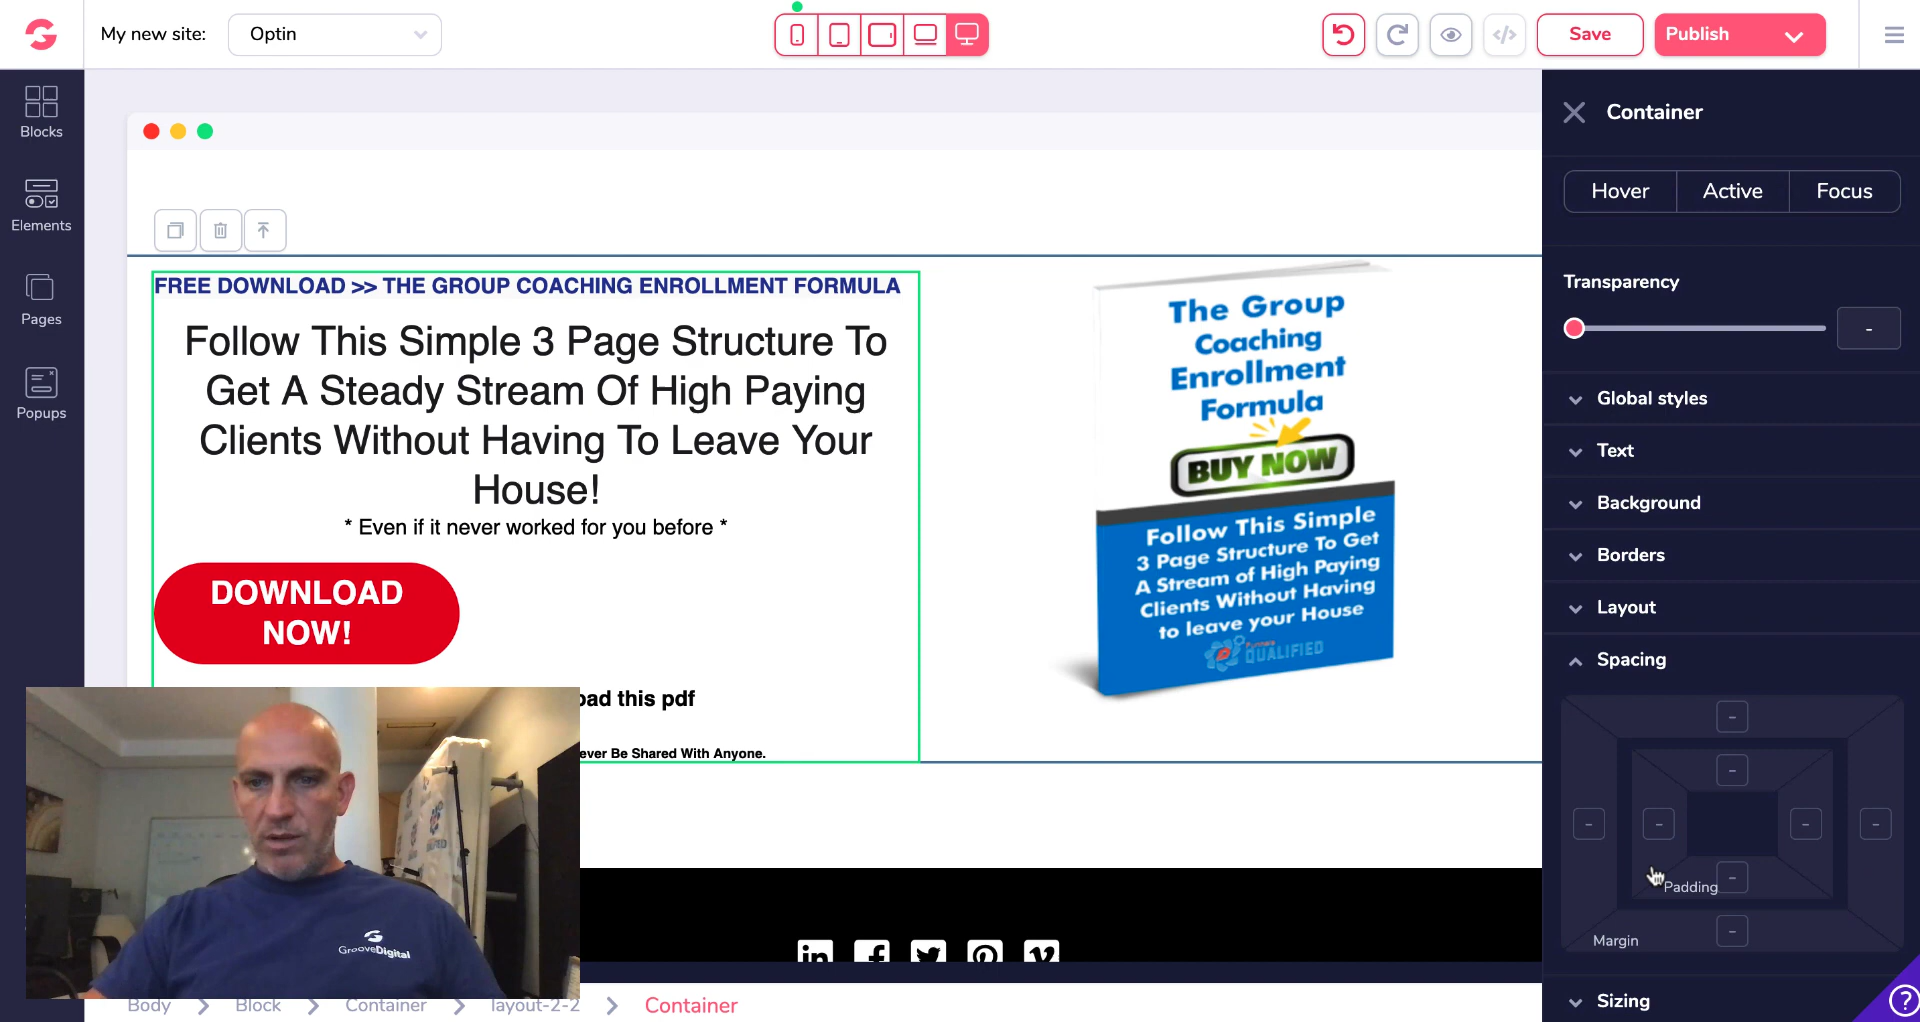 My new site:
Optin
Save
Publish
Blocks
Elements
Pages
Popups
FREE DOWNLOAD >> THE GROUP COACHING ENROLLMENT FORMULA
Follow This Simple 3 Page Structure To
Get A Steady Stream Of High Paying
Clients Without Having To Leave Your
House!
* Even if it never worked for you before *
DOWNLOAD
NOW!
this pdf
Be Shared With Anyone.
The Group
Coaching
Enrollment
Formula
BUY NOW
Follow This Simple
3 Page Structure To Get
A Stream of High Paying
Clients Without Having
to leave your House
QUALIFIED
GrooveDigital
Body
Block
Container
layout-2-2
Container
Container
Hover
Active
Focus
Transparency
-
Global styles
Text
Background
Borders
Layout
Spacing
-
-
-
-
-
-
-
Padding
-
Margin
Sizing
?